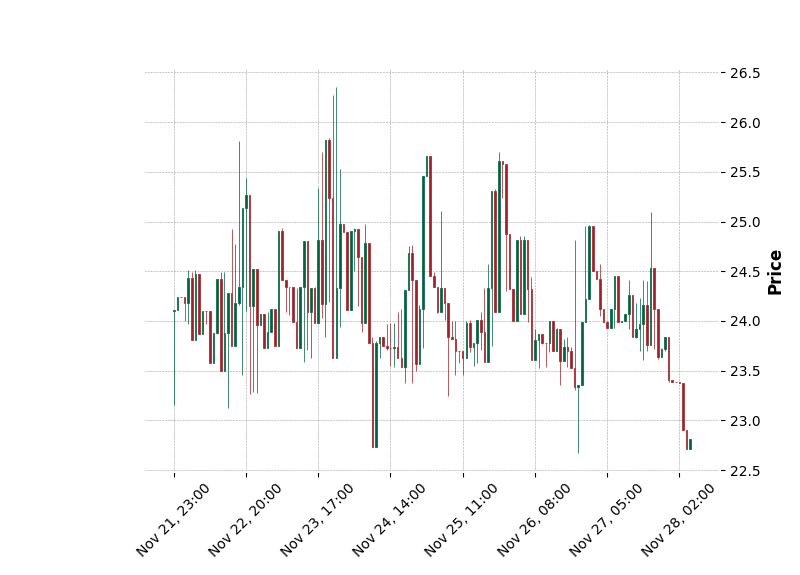 26.5
26.0
25.5
25.0
24.5
24.0
23.5
23.0
22.5
Price
Nov 21, 23:00
Nov 22, 20:00
Nov 23, 17:00
Nov 24, 14:00
Nov 25, 11:00
Nov 26, 08:00
Nov 27, 05:00
Nov 28, 02:00